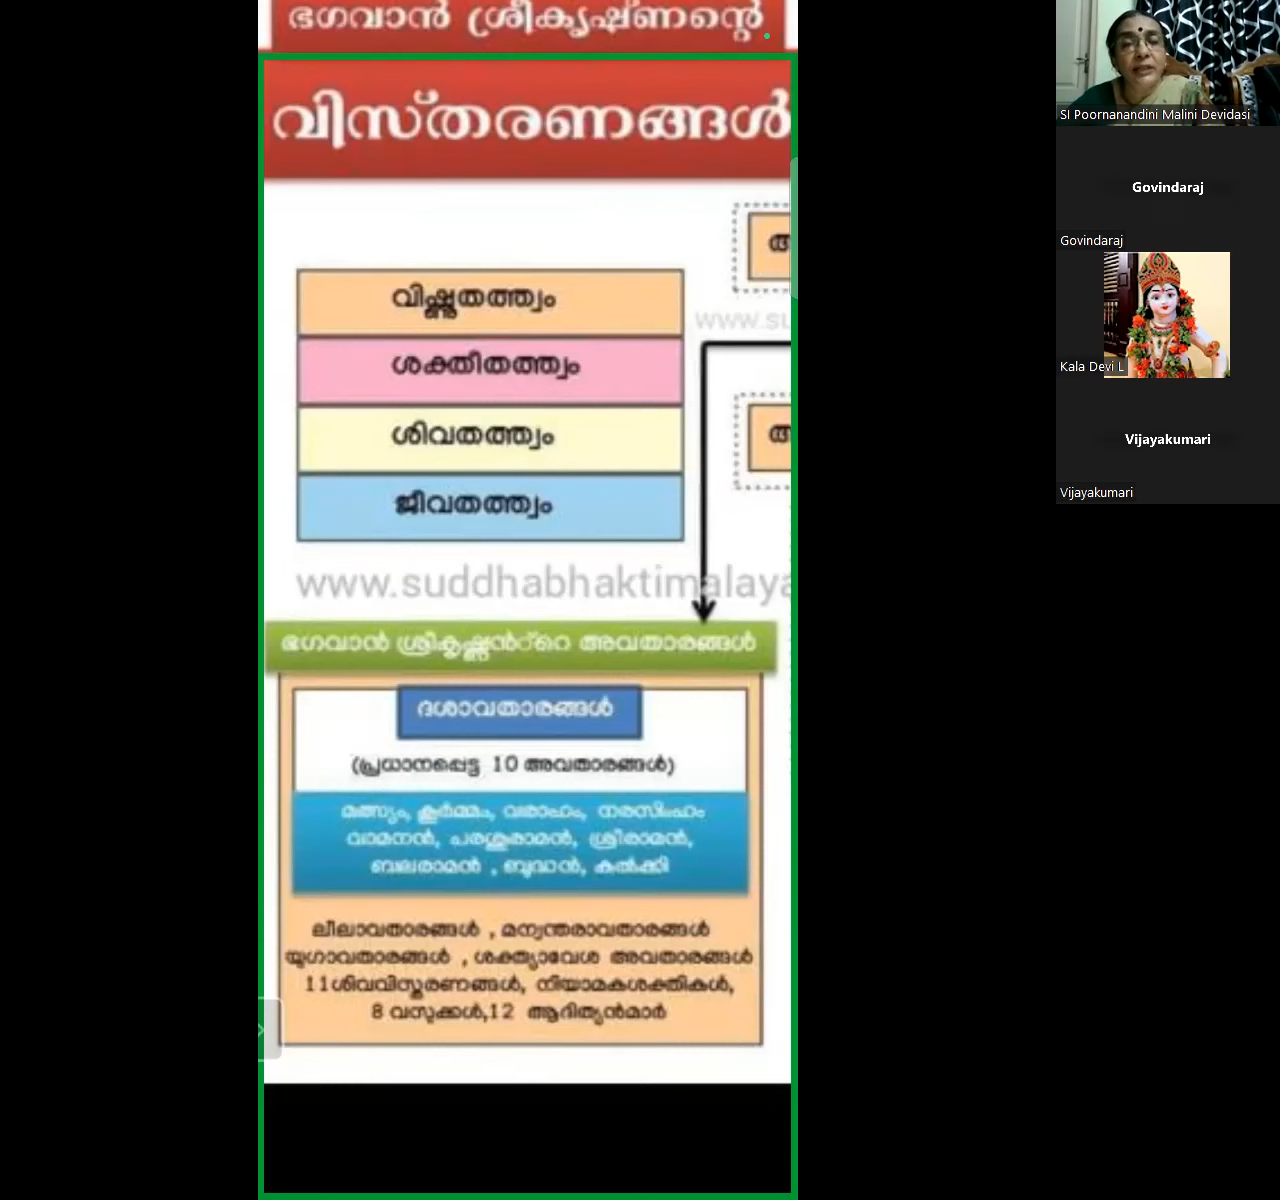 ഭഗവാൻ ശ്രീകൃഷ്ണന്റെ
വിസ്തരണങ്ങൾ
വിഷ്ണുതത്ത്വം
ശക്തീതത്ത്വം
ശിവതത്ത്വം
ജീവതത്ത്വം
www.su
www.suddhabhaktimalaya
ഭഗവാൻ ശ്രീകൃഷ്ണൻ്റെ അവതാരങ്ങൾ
ദശാവതാരങ്ങൾ
(പ്രധാനപ്പെട്ട 10 അവതാരങ്ങൾ)
മത്സ്യം, കൂർമ്മം, വരാഹം, നരസിംഹം
വാമനൻ, പരശുരാമൻ, ശ്രീരാമൻ,
ബലരാമൻ , ബുദ്ധൻ, കൽക്കി
ലീലാവതാരങ്ങൾ , മന്വന്തരാവതാരങ്ങൾ
യുഗാവതാരങ്ങൾ , ശക്ത്യാവേശ അവതാരങ്ങൾ
11ശിവവിസ്തരണങ്ങൾ, നിയാമകശക്തികൾ,
8 വസുക്കൾ,12 ആദിത്യൻമാർ
SI Poornanandini Malini Devidasi
Govindaraj
Govindaraj
Kala Devi L
Vijayakumari
Vijayakumari